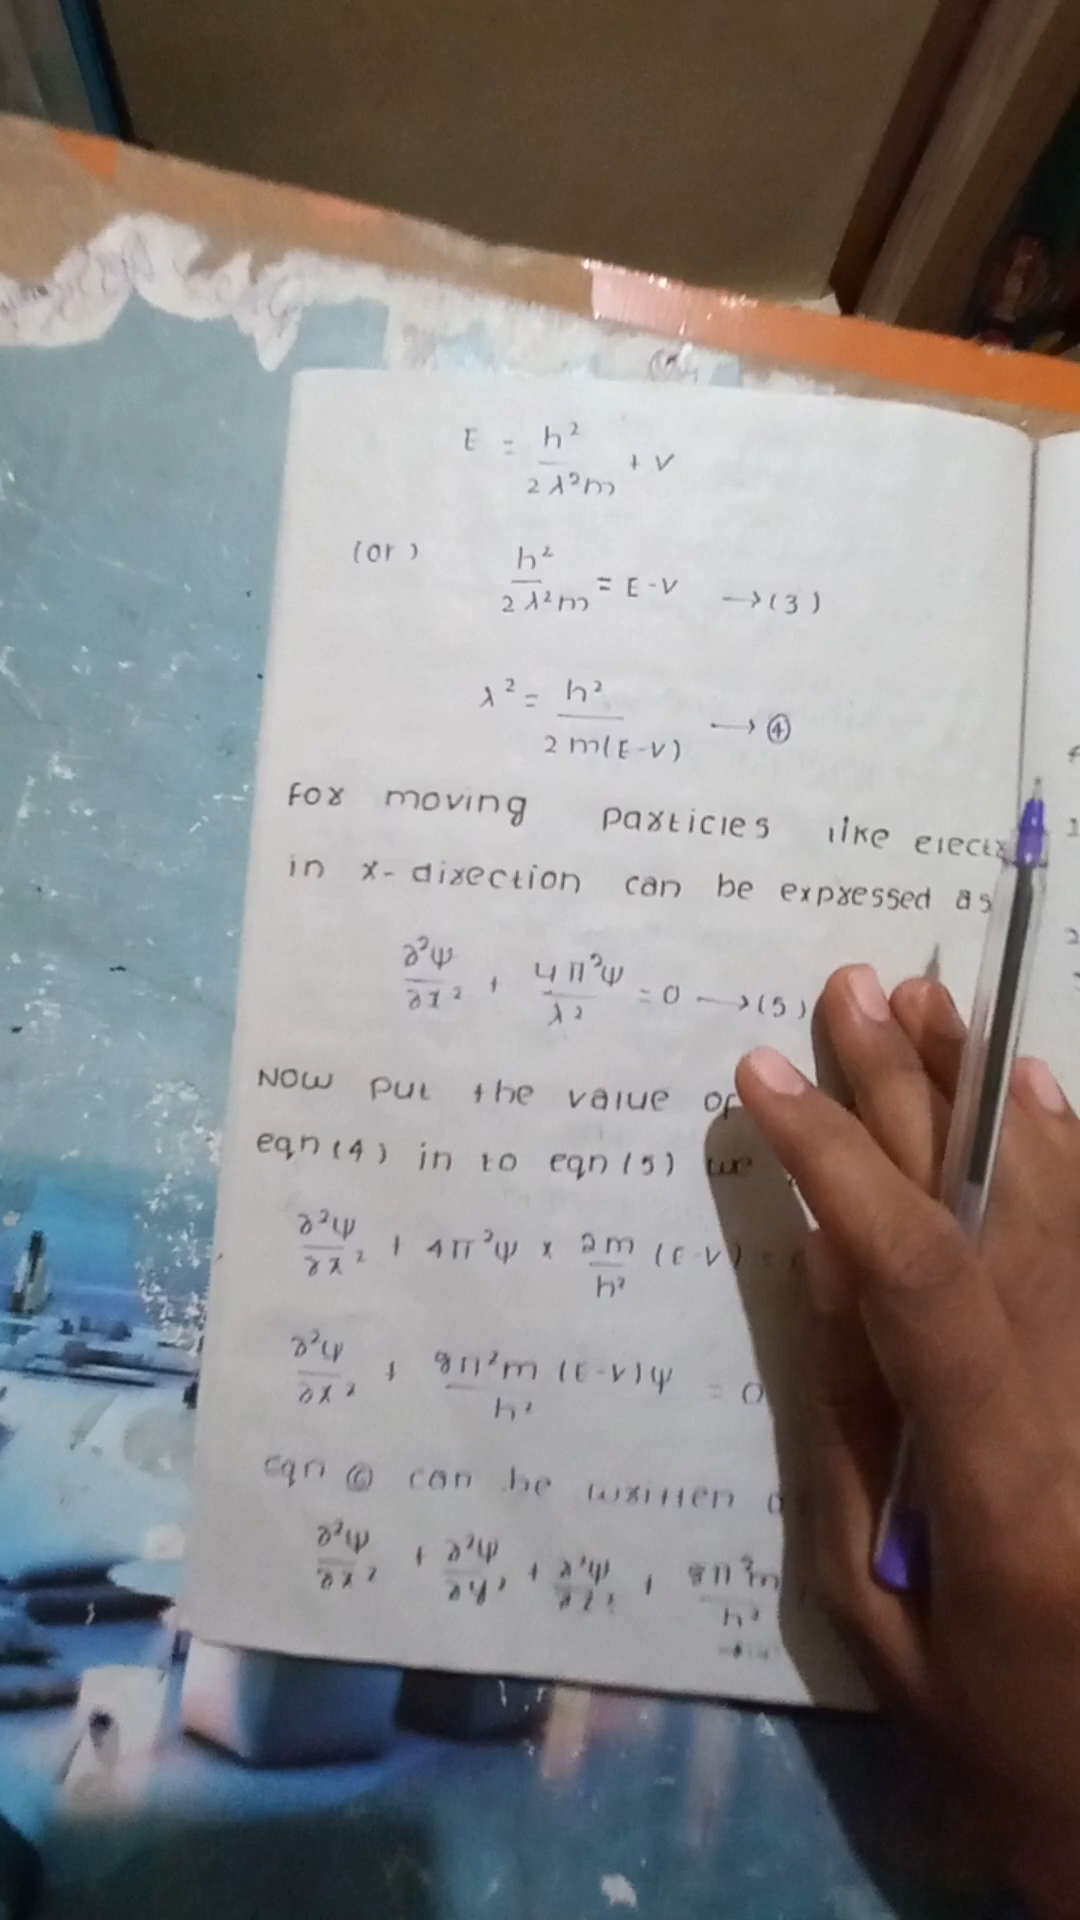 E = h²/2λ²m + V
(or) h²/2λ²m = E-V →(3)
λ² = h²/2m(E-V) → ④
for moving particles like
in x-direction can be expressed as
∂²ψ/∂x² + 4π²ψ/λ² = 0 →(5)
Now put the value of
eqn(4) in to eqn(5) we
∂²ψ/∂x² + 4π²ψ x 2m/h² (E-V) =
∂²ψ/∂x² + 8π²m (E-V)ψ/h² = 0
eqn ⑥ can be written
∂²ψ/∂x² + ∂²ψ/∂y² + ∂²ψ/∂z² + 8π²m/h²
1
2